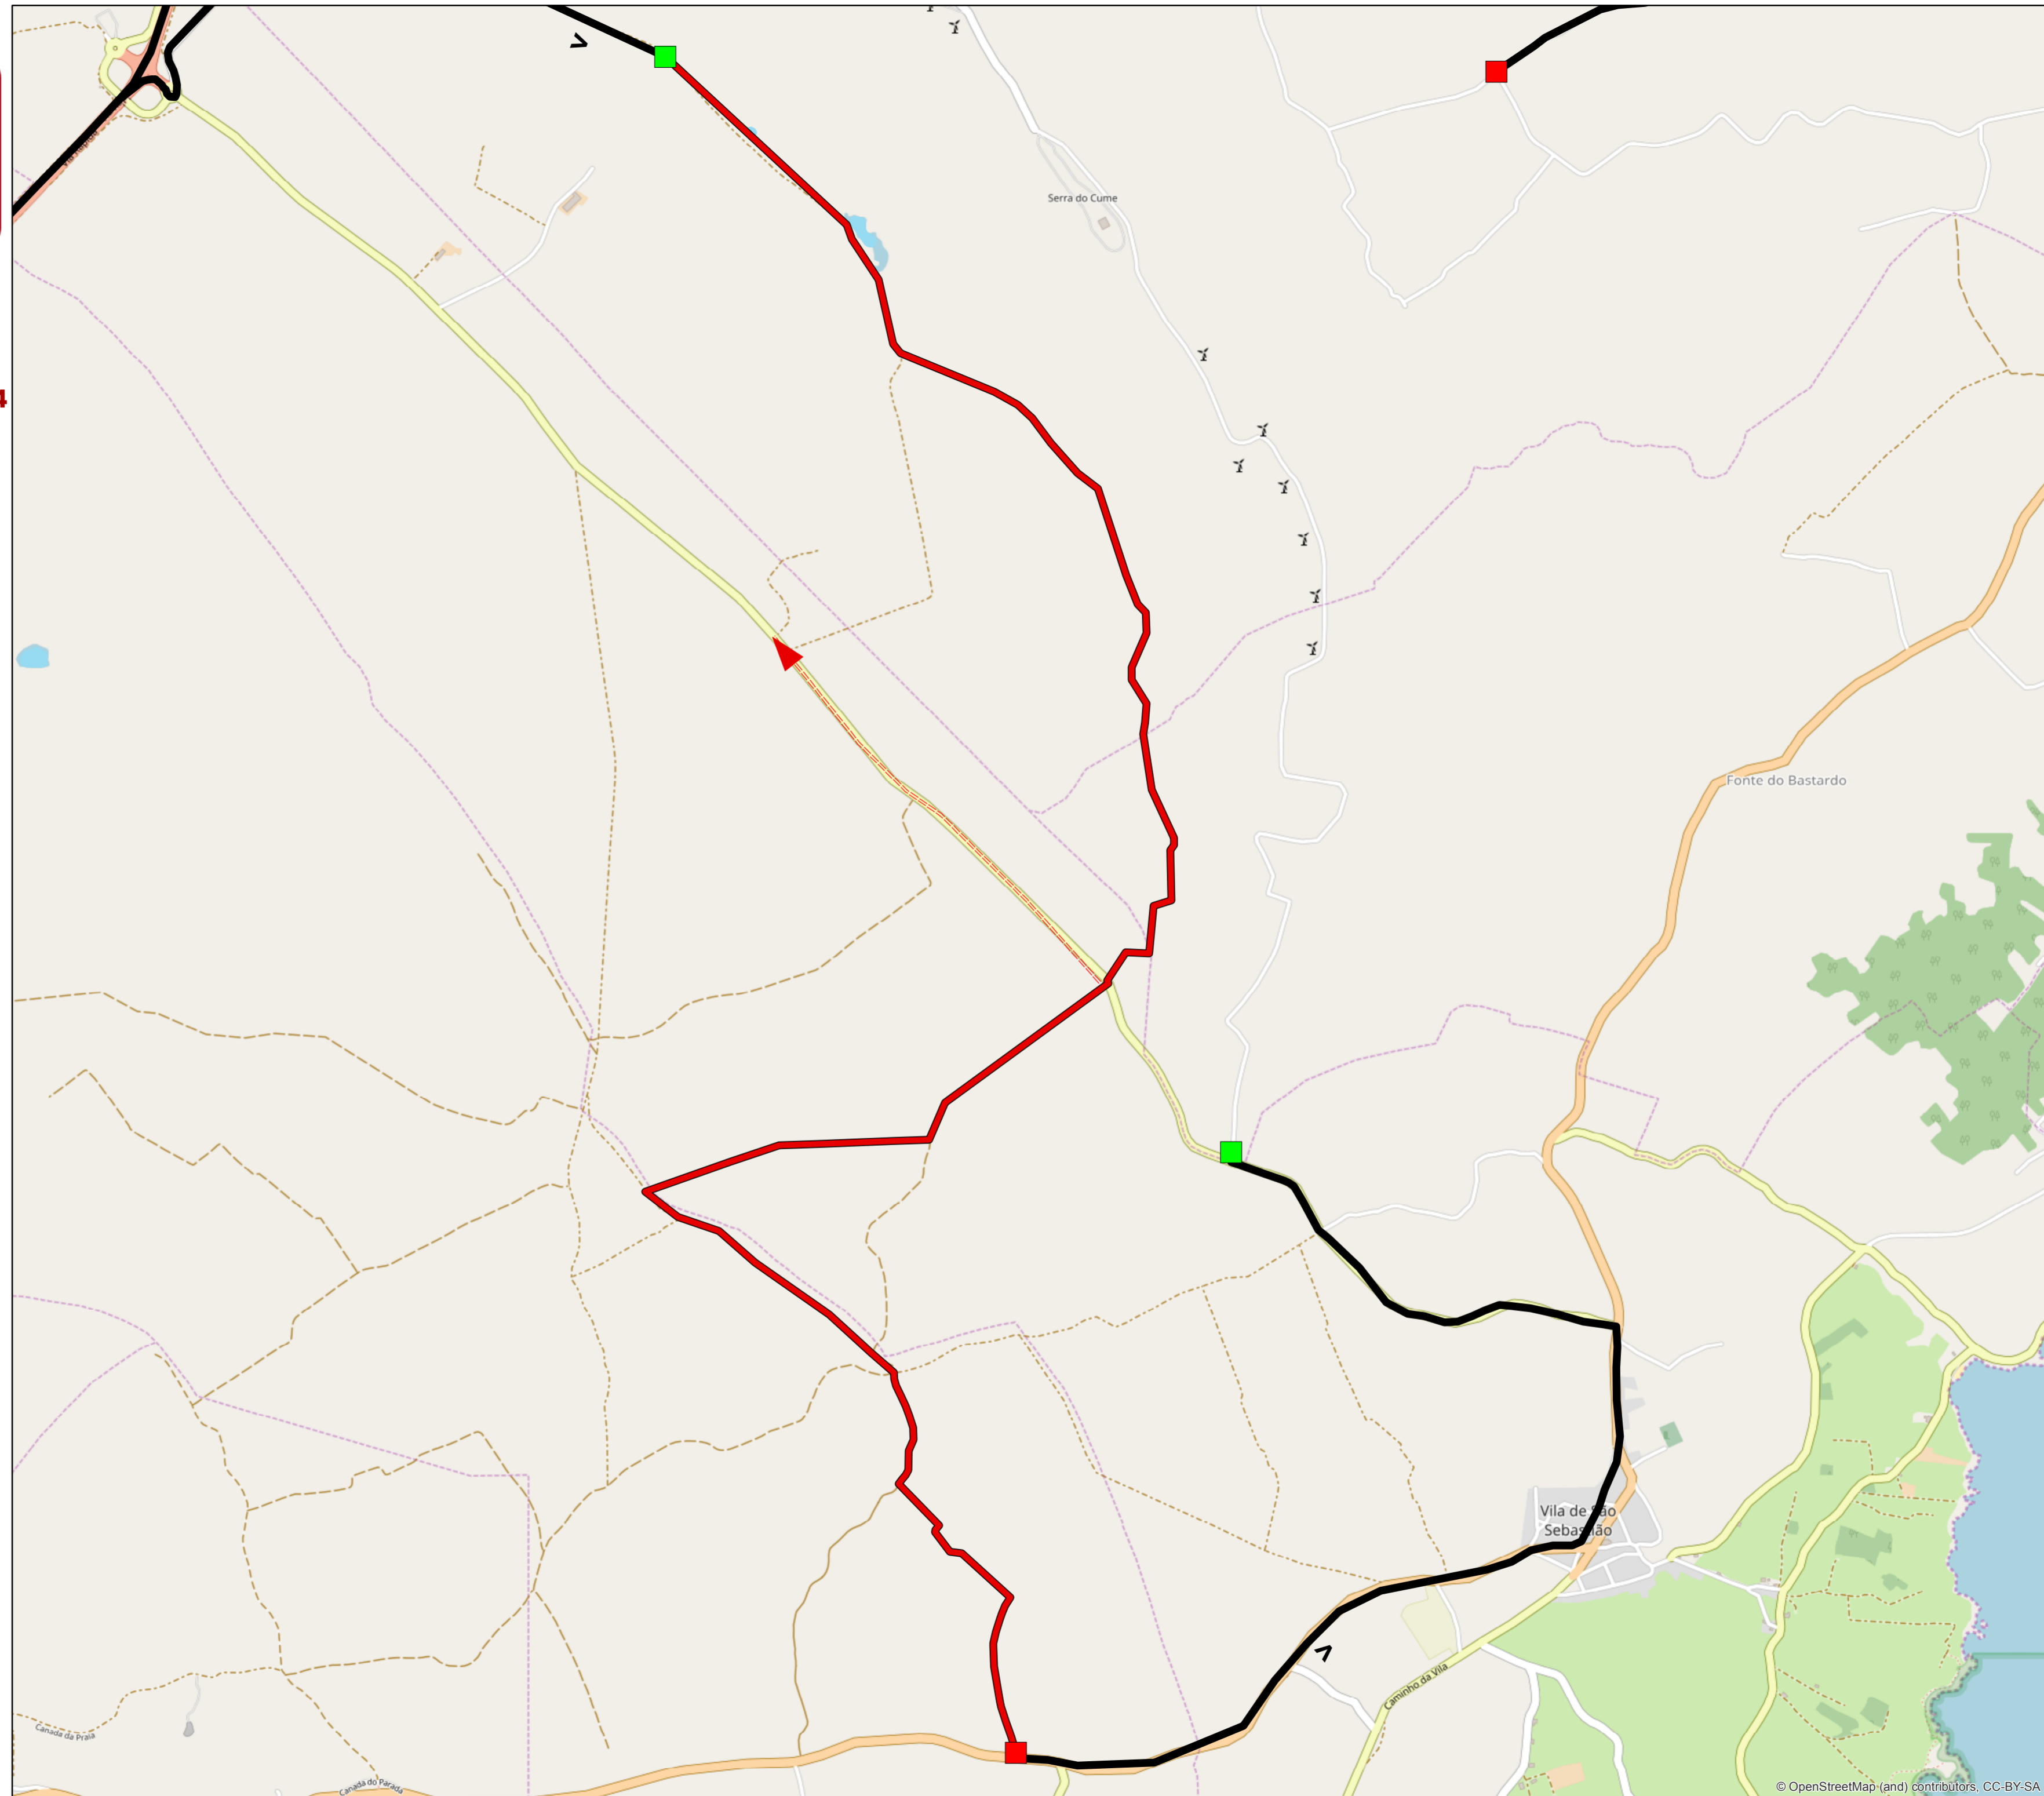 4
Serra do Cume
Fonte do Bastardo
Vila de São
Sebastião
Caminho da Vila
Canada da Praia
Canada do Parada
© OpenStreetMap (and) contributors, CC-BY-SA